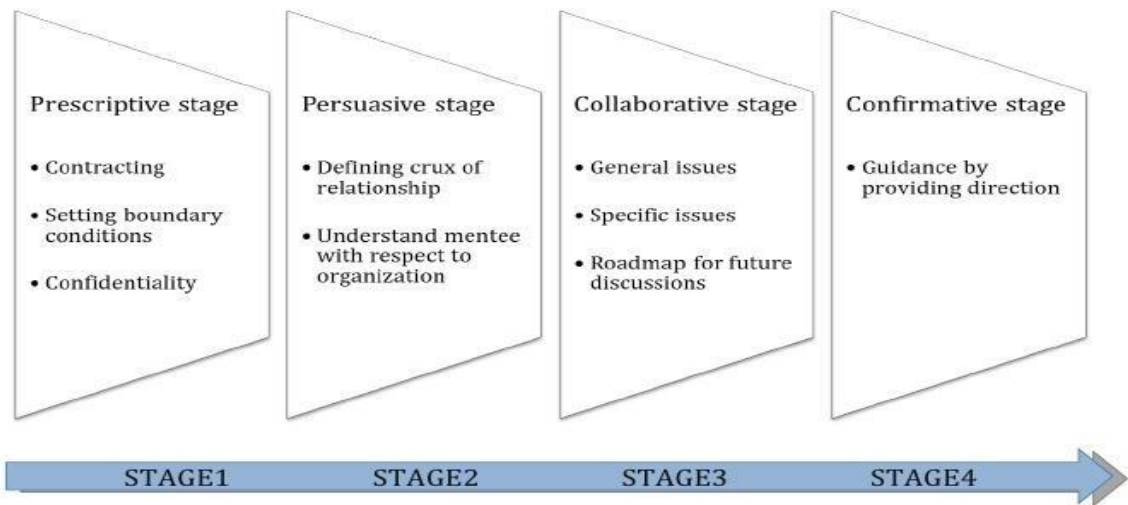 Prescriptive stage
• Contracting
• Setting boundary
conditions
• Confidentiality
Persuasive stage
• Defining crux of
relationship
• Understand mentee
with respect to
organization
Collaborative stage
• General issues
• Specific issues
• Roadmap for future
discussions
Confirmative stage
• Guidance by
providing direction
STAGE1
STAGE2
STAGE3
STAGE4